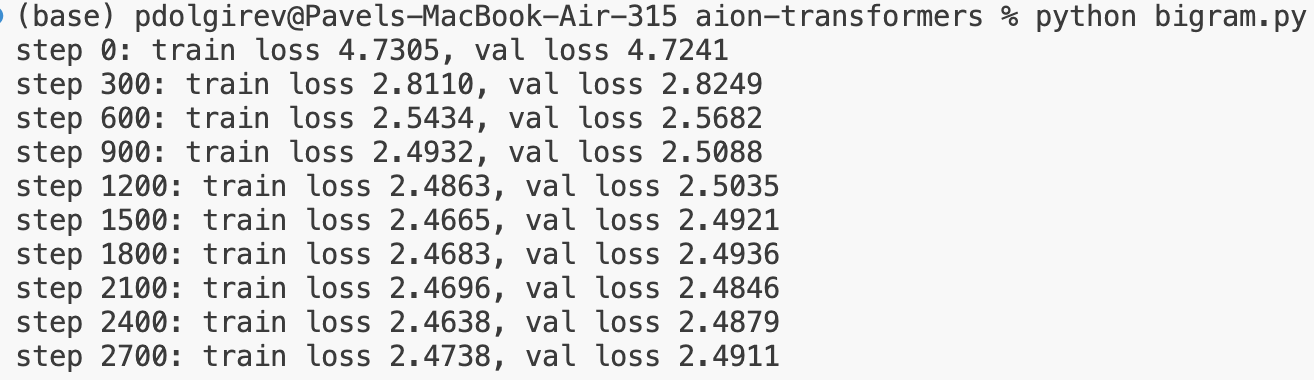 (base) pdolgirev@Pavels-MacBook-Air-315 aion-transformers % python bigram.py
step 0: train loss 4.7305, val loss 4.7241
step 300: train loss 2.8110, val loss 2.8249
step 600: train loss 2.5434, val loss 2.5682
step 900: train loss 2.4932, val loss 2.5088
step 1200: train loss 2.4863, val loss 2.5035
step 1500: train loss 2.4665, val loss 2.4921
step 1800: train loss 2.4683, val loss 2.4936
step 2100: train loss 2.4696, val loss 2.4846
step 2400: train loss 2.4638, val loss 2.4879
step 2700: train loss 2.4738, val loss 2.4911